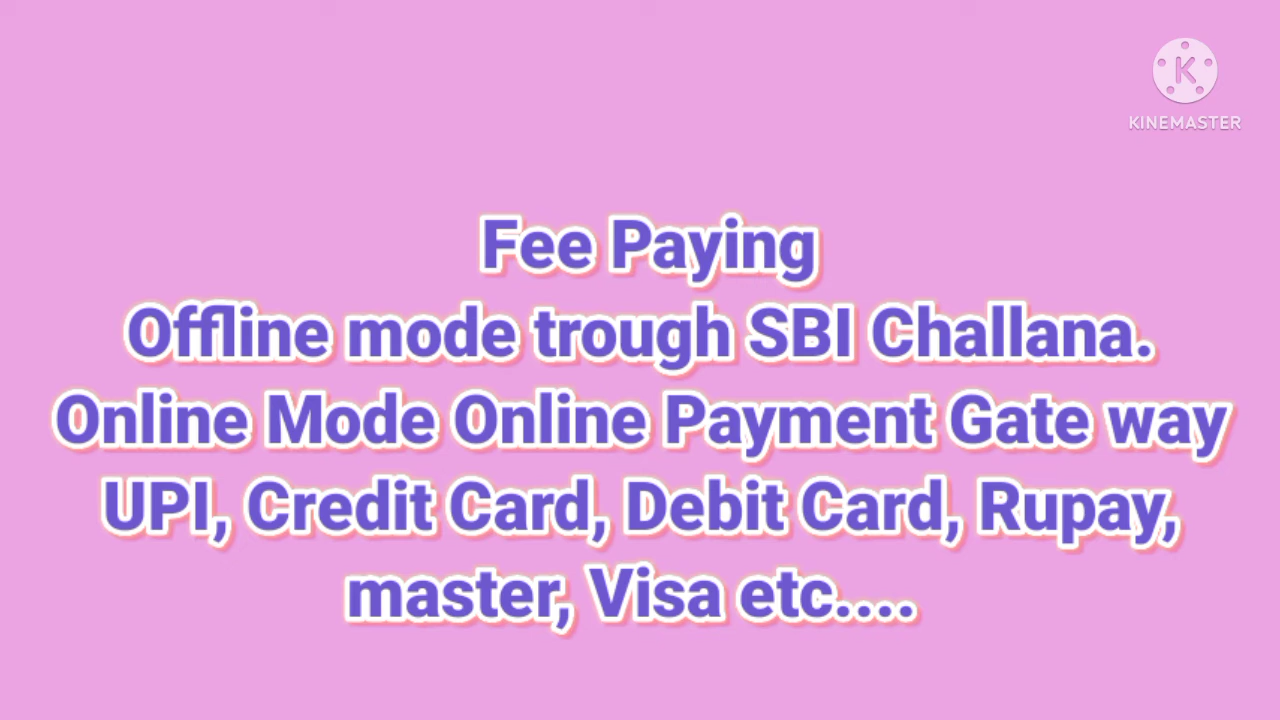 KINEMASTER
Fee Paying
Offline mode trough SBI Challana.
Online Mode Online Payment Gate way
UPI, Credit Card, Debit Card, Rupay,
master, Visa etc....